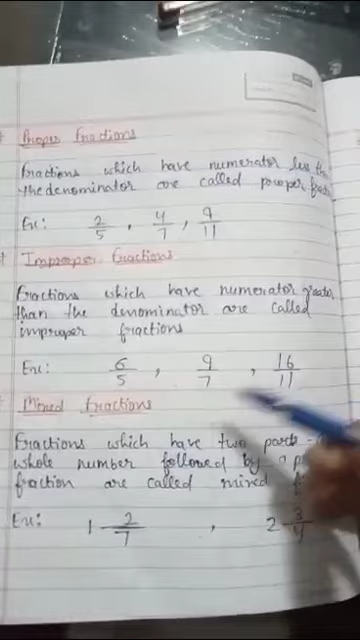 Proper Fractions
Fractions which have numerator less than
the denominator are called poroper
Ex: 2/5 , 4/7 , 9/11
Improper fractions
Fractions which have numerator greater
than the denominator are called
improper fractions
Ex: 6/5 , 9/7 , 16/11
Mixed fractions
Fractions which have two parts
whole number followed by a
fraction are called mixed
Ex: 1 2/7 , 2 3/4